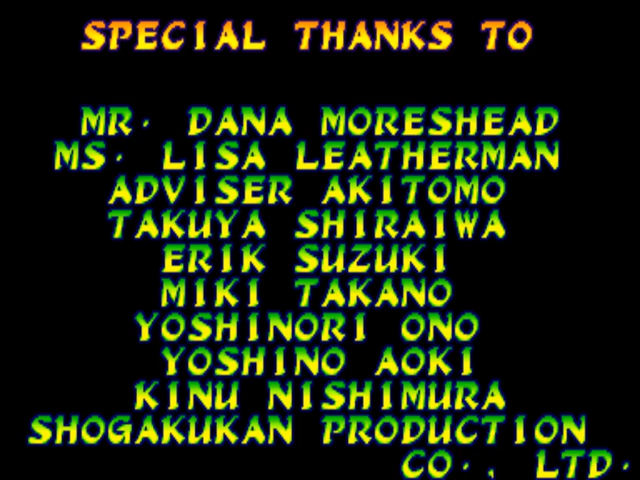 SPECIAL THANKS TO
MR. DANA MORESHEAD
MS. LISA LEATHERMAN
ADVISER AKITOMO
TAKUYA SHIRAIWA
ERIK SUZUKI
MIKI TAKANO
YOSHINORI ONO
YOSHINO AOKI
KINU NISHIMURA
SHOGAKUKAN PRODUCTION
CO., LTD.